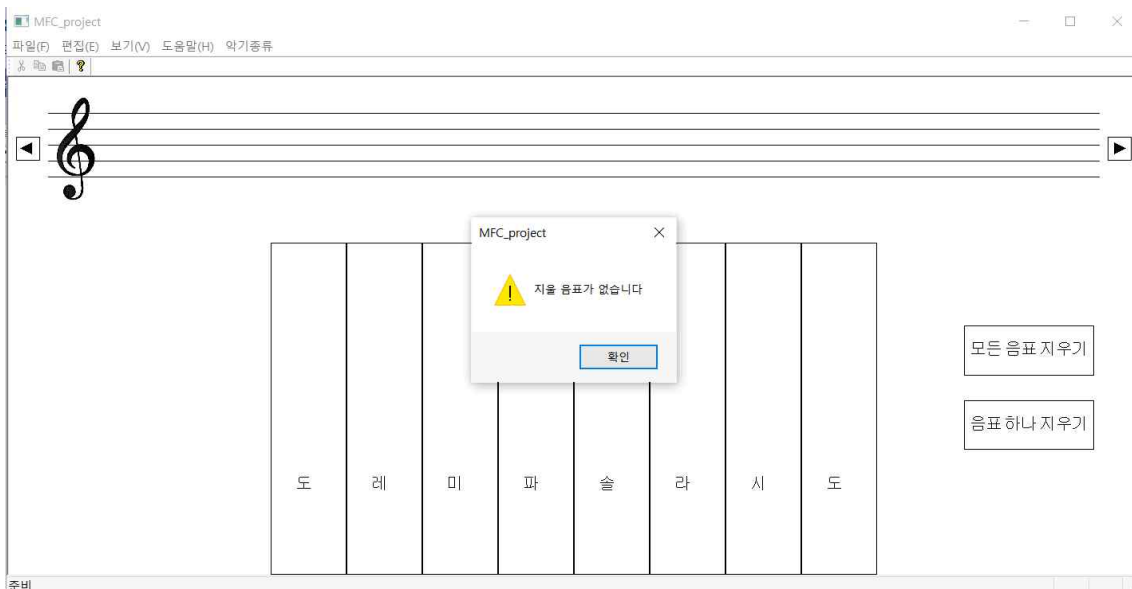 MFC_project
파일(F) 편집(E) 보기(V) 도움말(H) 악기종류
MFC_project
지울 음표가 없습니다
확인
모든 음표 지우기
음표 하나 지우기
도 레 미 파 솔 라 시 도
준비